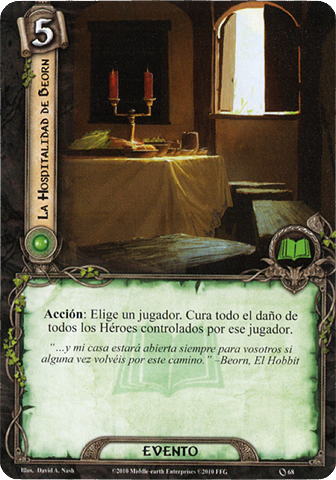 5
La Hospitalidad de Beorn
Acción: Elige un jugador. Cura todo el daño de
todos los Héroes controlados por ese jugador.
"...y mi casa estará abierta siempre para vosotros si
alguna vez volvéis por este camino." –Beorn, El Hobbit
EVENTO
Illus. David A. Nash
©2010 Middle-earth Enterprises ©2010 FFG
68